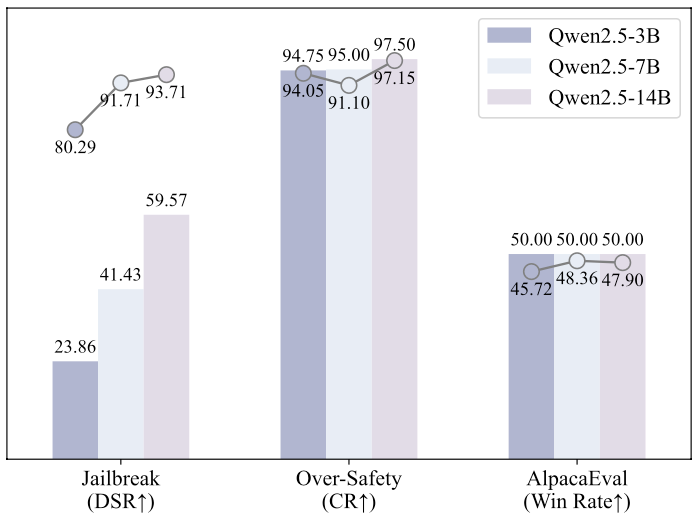 Qwen2.5-3B
Qwen2.5-7B
Qwen2.5-14B
94.75 95.00 97.50
94.05 91.10 97.15
91.71 93.71
80.29
59.57
41.43
23.86
50.00 50.00 50.00
45.72 48.36 47.90
Jailbreak
(DSR↑)
Over-Safety
(CR↑)
AlpacaEval
(Win Rate↑)